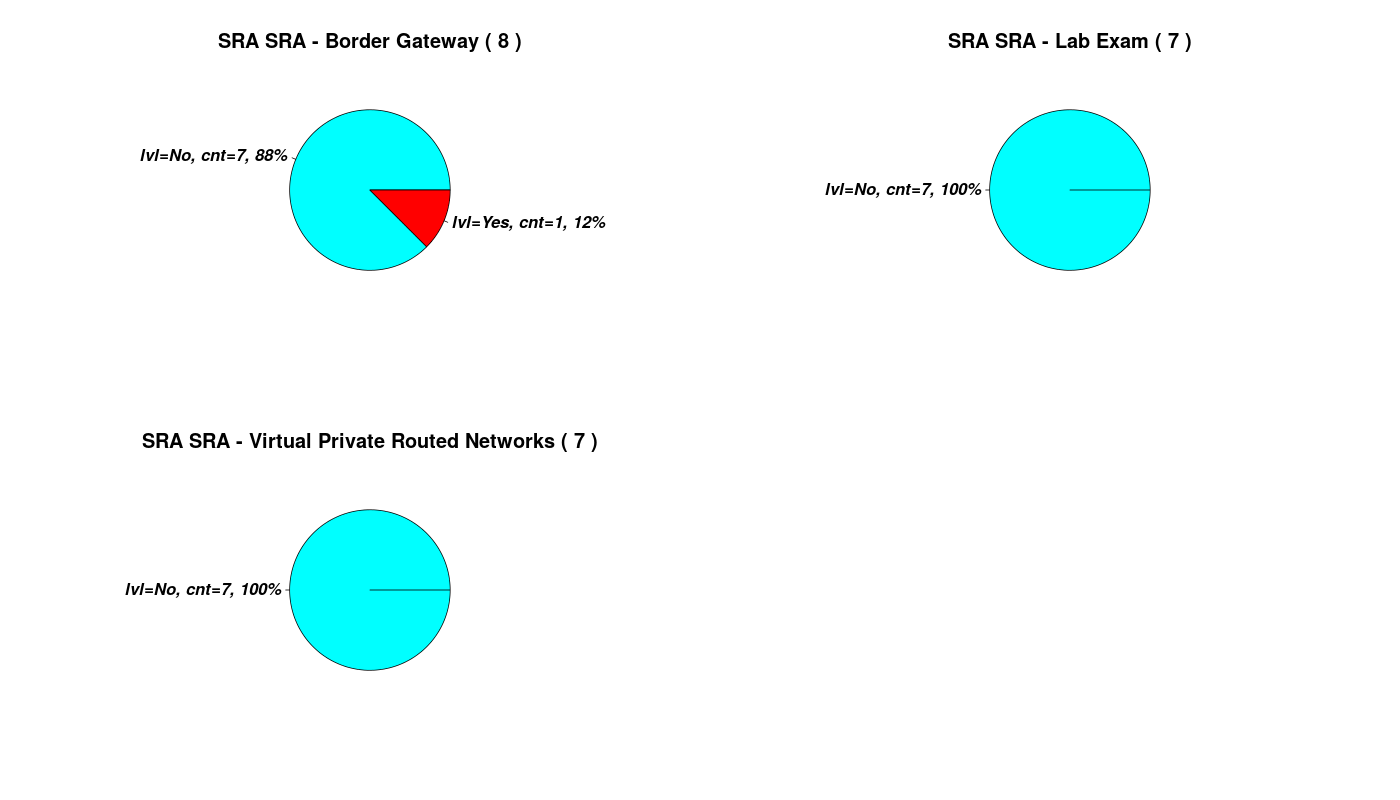 SRA SRA - Border Gateway ( 8 )
SRA SRA - Lab Exam ( 7 )
lvl=No, cnt=7, 88%
lvl=Yes, cnt=1, 12%
lvl=No, cnt=7, 100%
SRA SRA - Virtual Private Routed Networks ( 7 )
lvl=No, cnt=7, 100%